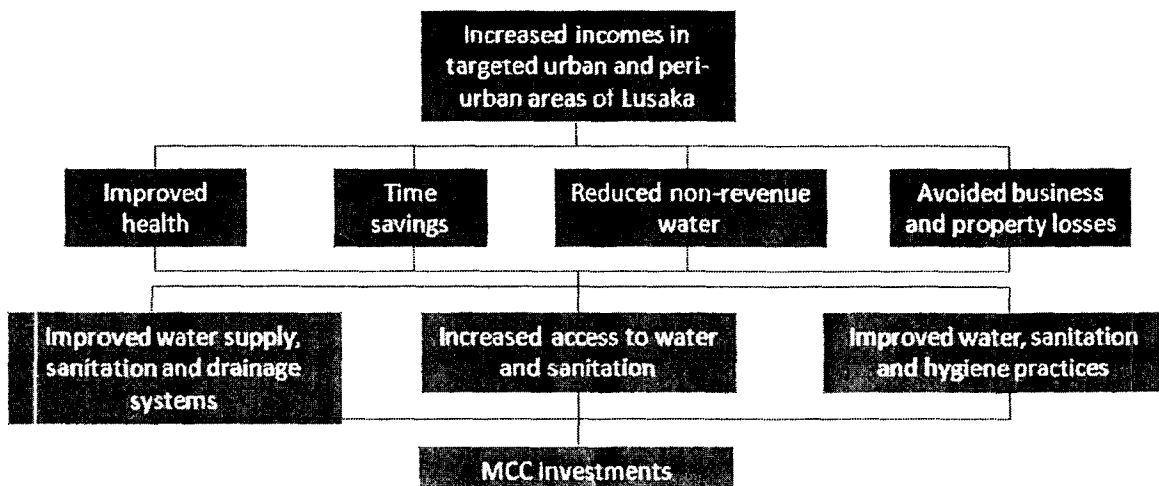 Increased incomes in
targeted urban and peri-
urban areas of Lusaka
Improved
health
Time
savings
Reduced non-revenue
water
Avoided business
and property losses
Improved water supply,
sanitation and drainage
systems
Increased access to water
and sanitation
Improved water, sanitation
and hygiene practices
MCC investments